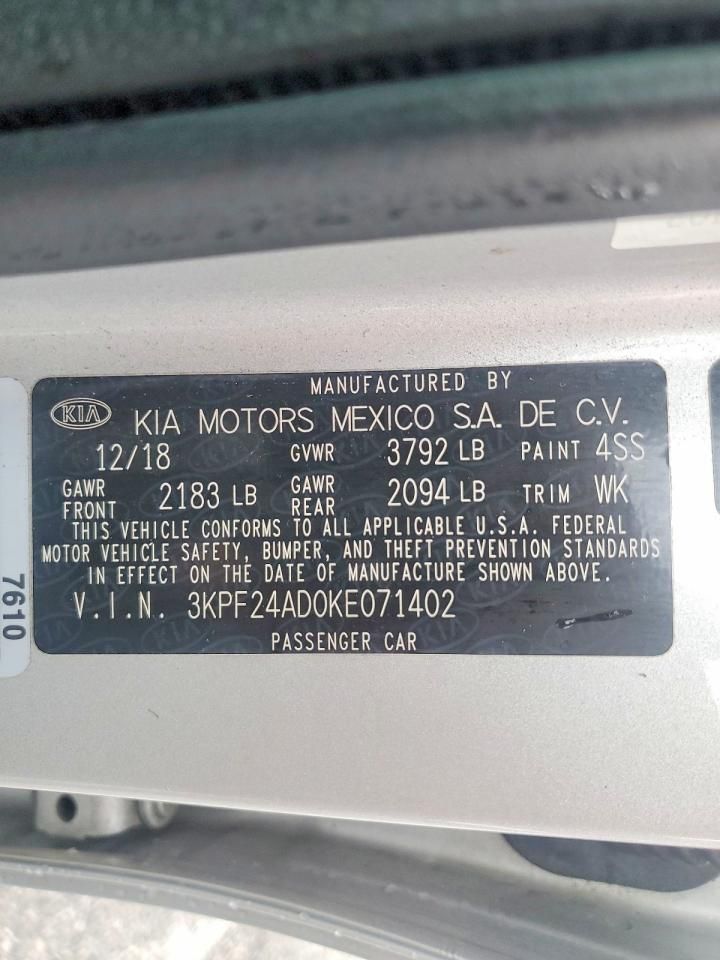 MANUFACTURED BY
KIA KIA MOTORS MEXICO S.A. DE C.V.
12/18 GVWR 3792 LB PAINT 4SS
GAWR FRONT 2183 LB GAWR REAR 2094 LB TRIM WK
THIS VEHICLE CONFORMS TO ALL APPLICABLE U.S.A. FEDERAL
MOTOR VEHICLE SAFETY, BUMPER, AND THEFT PREVENTION STANDARDS
IN EFFECT ON THE DATE OF MANUFACTURE SHOWN ABOVE.
V.I.N. 3KPF24AD0KE071402
PASSENGER CAR
7610